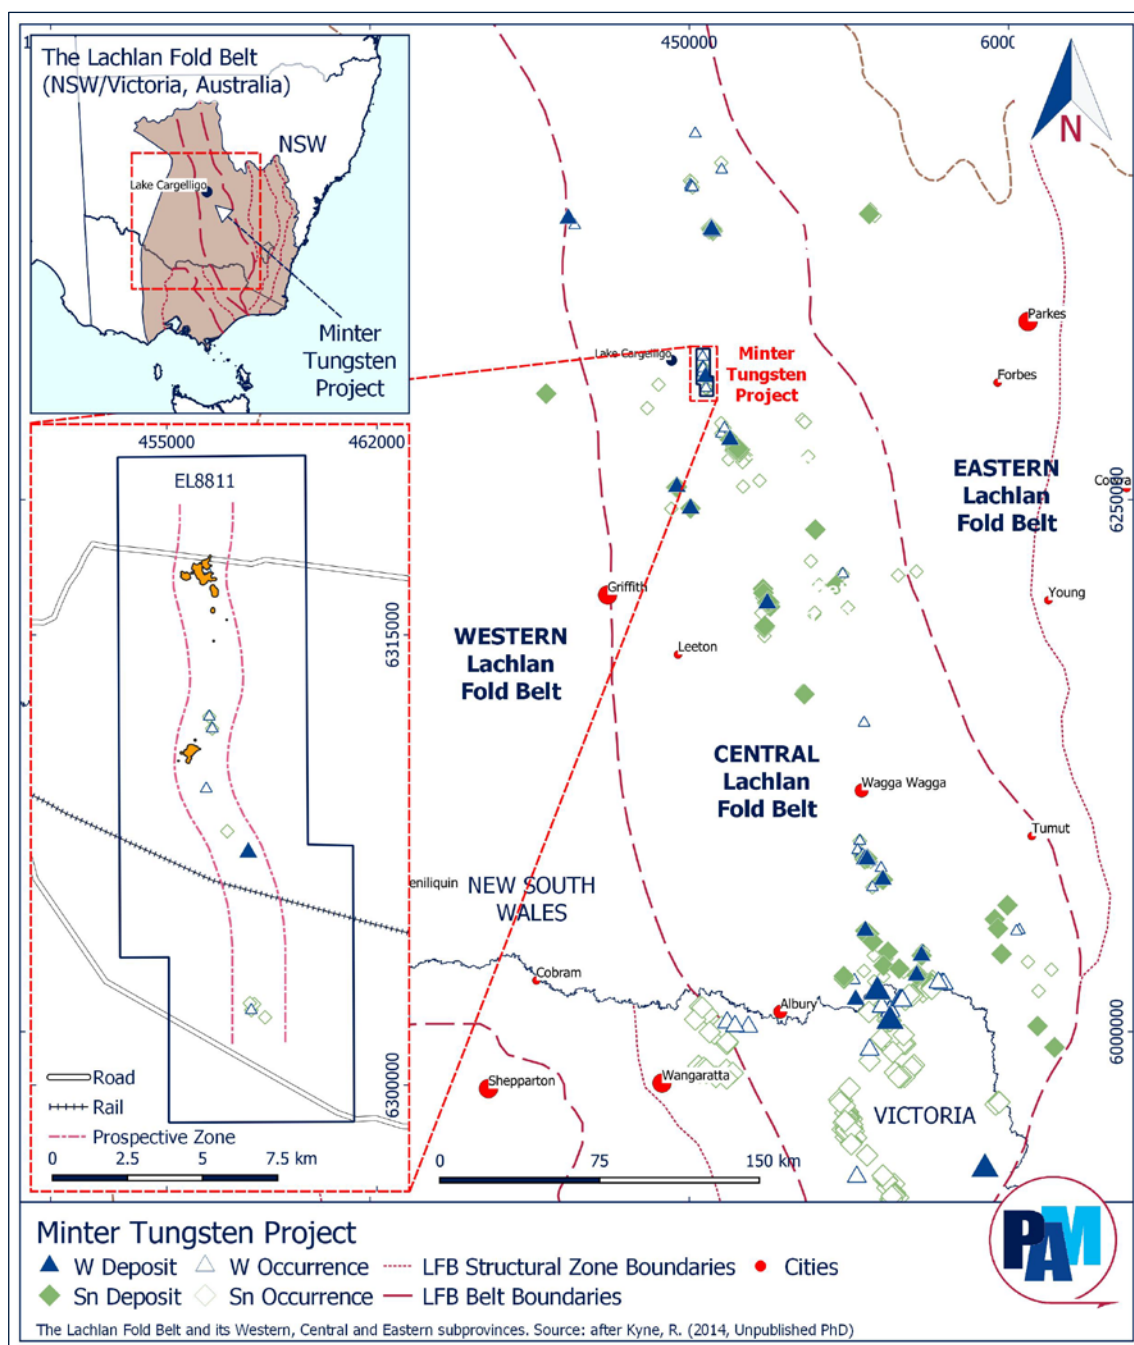 The Lachlan Fold Belt
(NSW/Victoria, Australia)
NSW
Lake Cargelligo
Minter
Tungsten
Project
450000
N
Parkes
Lake Cargelligo
Minter
Tungsten
Project
Forbes
455000
462000
EL8811
EASTERN
Lachlan
Fold Belt
6250000
Griffith
Young
6315000
WESTERN
Lachlan
Fold Belt
Leeton
CENTRAL
Lachlan
Fold Belt
Wagga Wagga
Tumut
eniliquin
NEW SOUTH
WALES
Cobram
Albury
6000000
6300000
Shepparton
Wangaratta
VICTORIA
Road
Rail
Prospective Zone
0 2.5 5 7.5 km
0 75 150 km
PAM
Minter Tungsten Project
W Deposit W Occurrence LFB Structural Zone Boundaries Cities
Sn Deposit Sn Occurrence LFB Belt Boundaries
The Lachlan Fold Belt and its Western, Central and Eastern subprovinces. Source: after Kyne, R. (2014, Unpublished PhD)